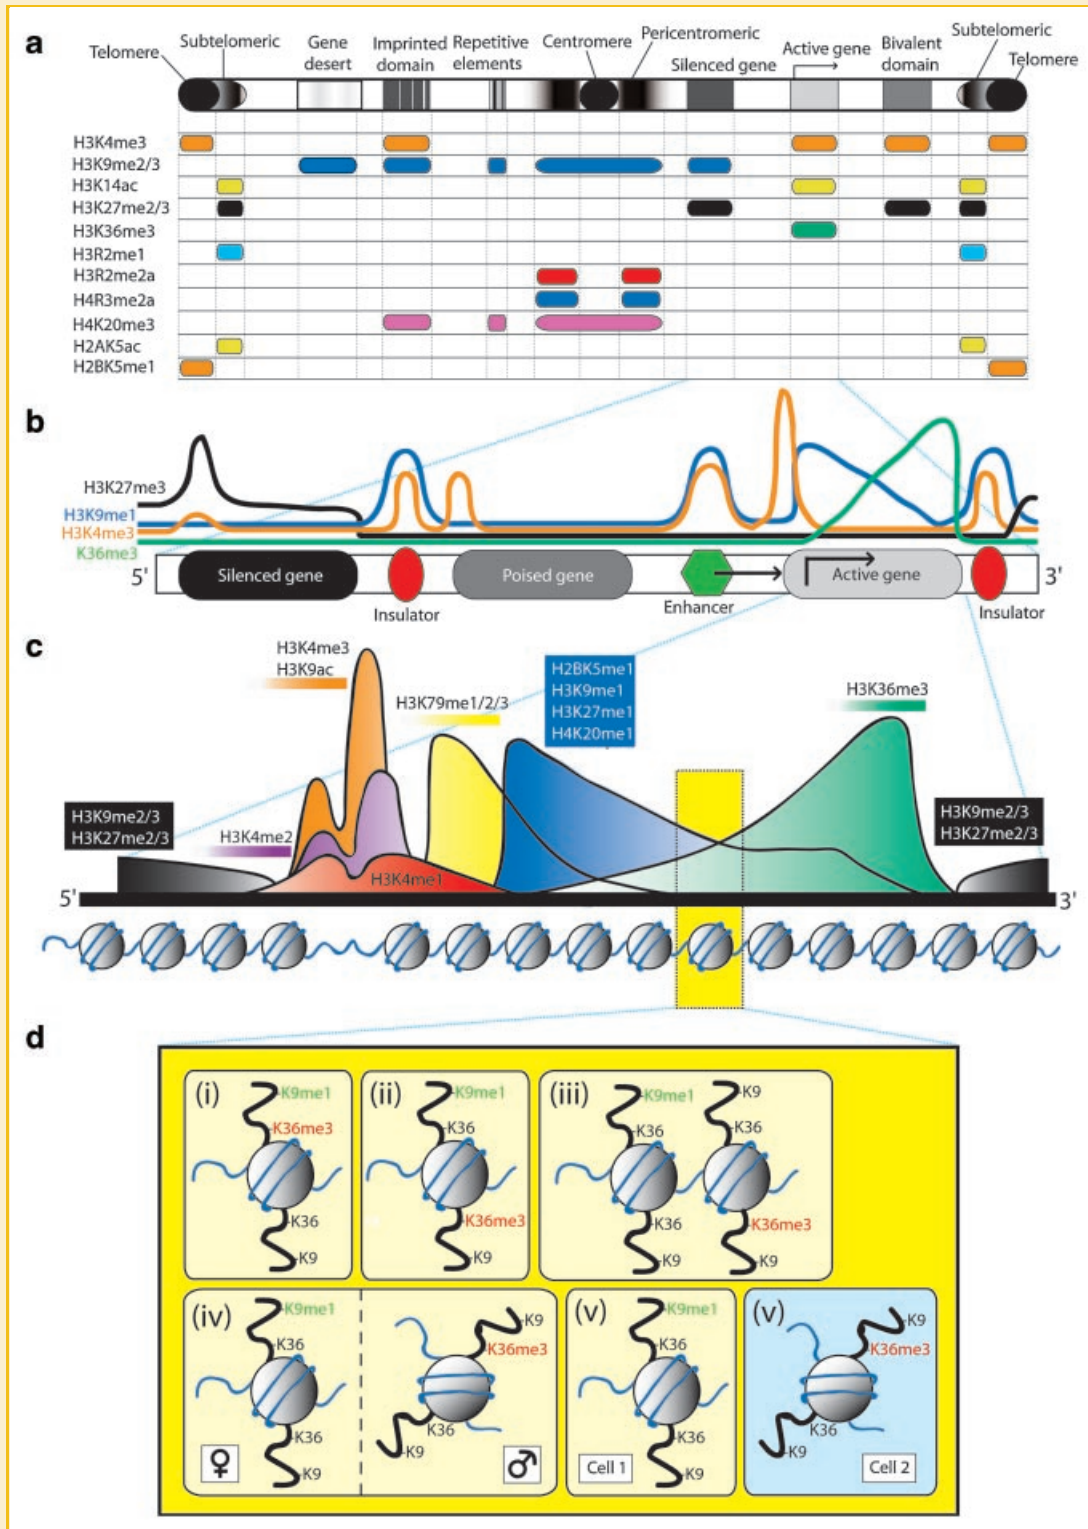 a
Telomere
Subtelomeric
Gene
desert
Imprinted
domain
Repetitive
elements
Centromere
Pericentromeric
Silenced gene
Active gene
Bivalent
domain
Subtelomeric
Telomere
H3K4me3
H3K9me2/3
H3K14ac
H3K27me2/3
H3K36me3
H3R2me1
H3R2me2a
H4R3me2a
H4K20me3
H2AK5ac
H2BK5me1
b
H3K27me3
H3K9me1
H3K4me3
K36me3
5'
Silenced gene
Insulator
Poised gene
Enhancer
Active gene
Insulator
3'
c
H3K4me3
H3K9ac
H3K79me1/2/3
H2BK5me1
H3K9me1
H3K27me1
H4K20me1
H3K36me3
H3K9me2/3
H3K27me2/3
H3K4me2
H3K4me1
H3K9me2/3
H3K27me2/3
5'
3'
d
(i)
K9me1
K36me3
K36
K9
(ii)
K9me1
K36
K36me3
K9
(iii)
K9me1
K36
K36
K9
K9
K36
K36me3
K9
(iv)
K9me1
K36
K36
K9
♀
K9
K36me3
K36
K9
♂
(v)
K9me1
K36
K36
K9
Cell 1
(v)
K9
K36me3
K36
K9
Cell 2